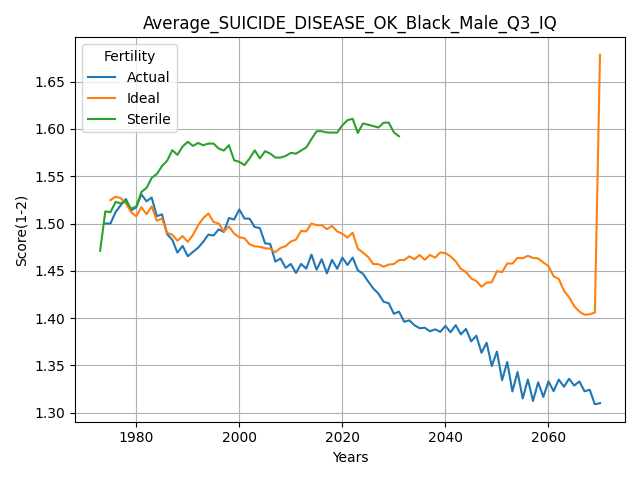 Average_SUICIDE_DISEASE_OK_Black_Male_Q3_IQ
Fertility
Actual
Ideal
Sterile
Score(1-2)
1.65
1.60
1.55
1.50
1.45
1.40
1.35
1.30
1980 2000 2020 2040 2060
Years